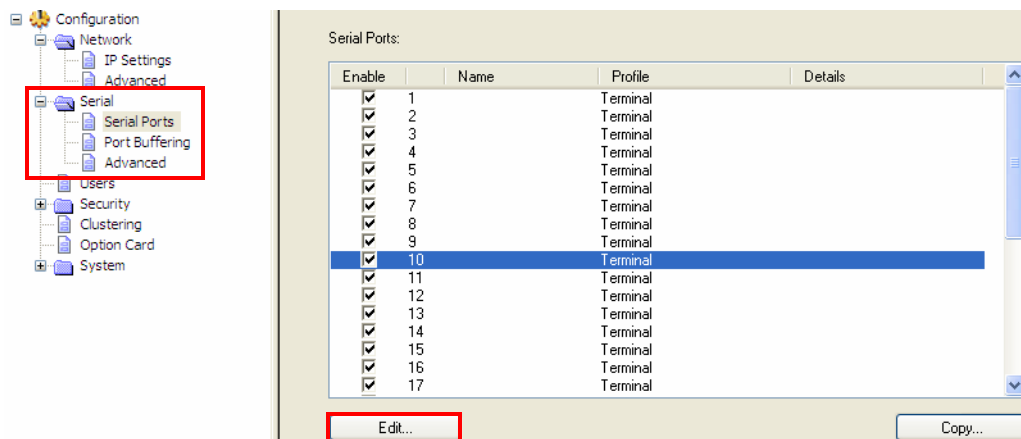 Configuration
Network
IP Settings
Advanced
Serial
Serial Ports
Port Buffering
Advanced
Users
Security
Clustering
Option Card
System
Serial Ports:
Enable Name Profile Details
1 Terminal
2 Terminal
3 Terminal
4 Terminal
5 Terminal
6 Terminal
7 Terminal
8 Terminal
9 Terminal
10 Terminal
11 Terminal
12 Terminal
13 Terminal
14 Terminal
15 Terminal
16 Terminal
17 Terminal
Edit... Copy...